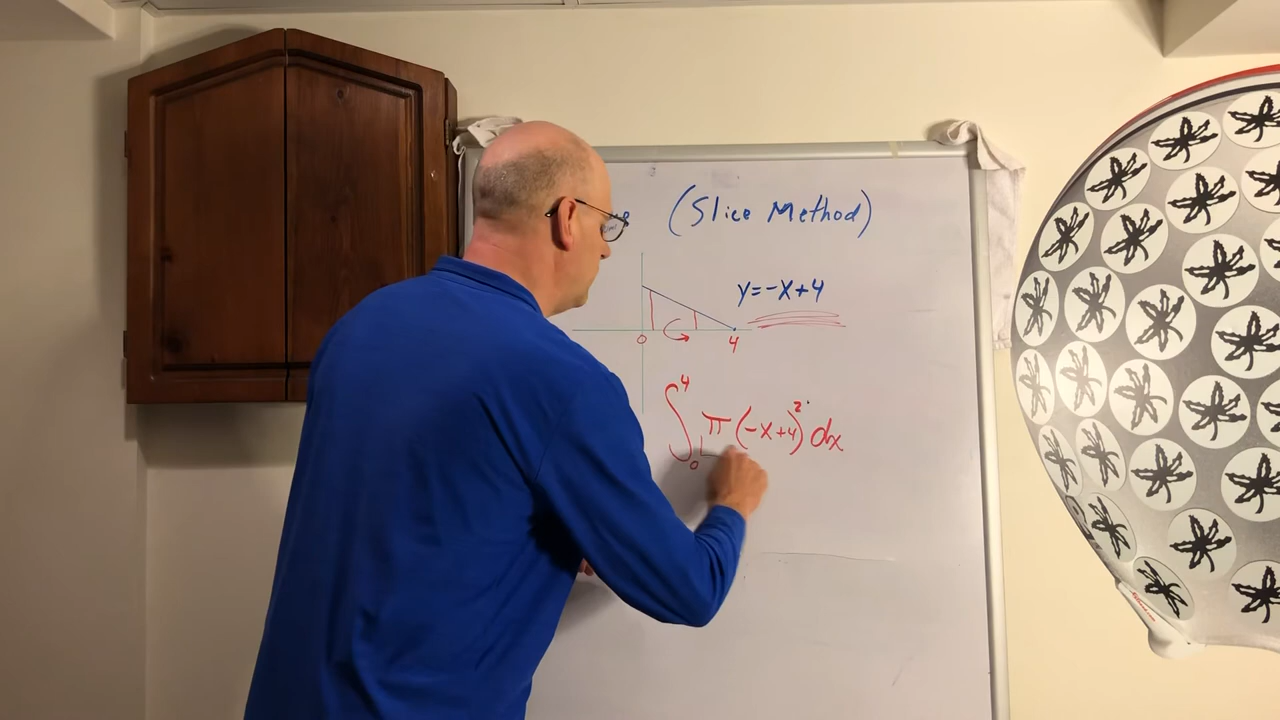 (Slice Method)
y=-x+4
0 4
∫₀⁴ π(-x+4)² dx